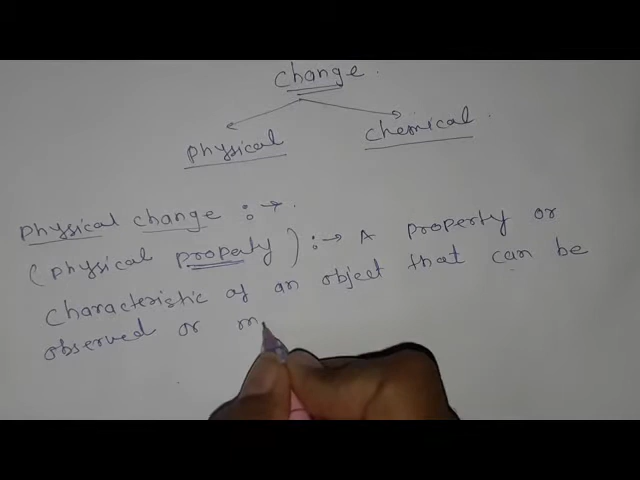 Change.
physical chemical.
physical change :→.
(physical property) :→ A property or
characteristic of an object that can be
observed or m